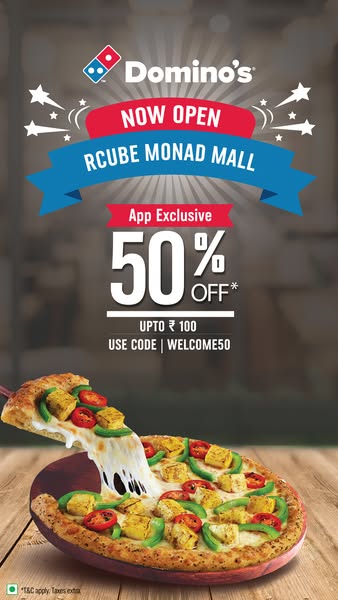 Domino's
NOW OPEN
RCUBE MONAD MALL
App Exclusive
50% OFF*
UPTO ₹ 100
USE CODE | WELCOME50
*T&C apply. Taxes extra.